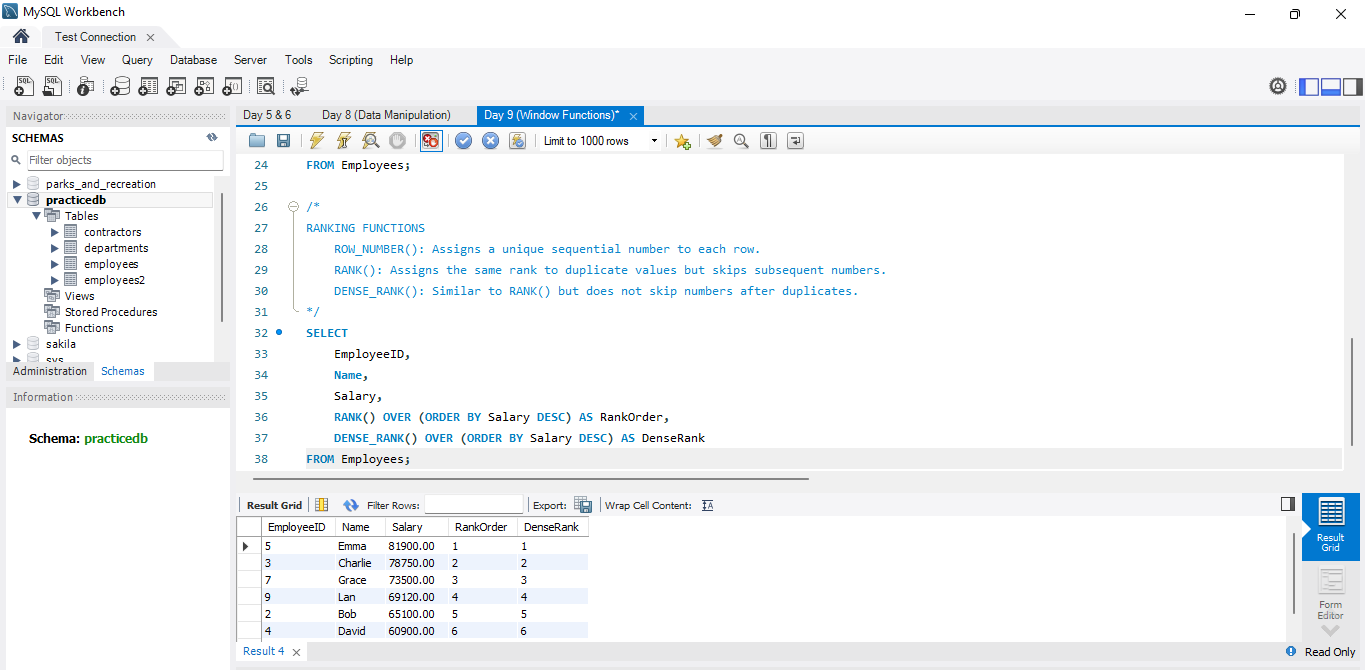 MySQL Workbench
Test Connection
File Edit View Query Database Server Tools Scripting Help
Navigator
SCHEMAS
Filter objects
parks_and_recreation
practicedb
Tables
contractors
departments
employees
employees2
Views
Stored Procedures
Functions
sakila
sys
Administration Schemas
Information
Schema: practicedb
Day 5 & 6 Day 8 (Data Manipulation) Day 9 (Window Functions)*
Limit to 1000 rows
24 FROM Employees;
25
26 /*
27 RANKING FUNCTIONS
28 ROW_NUMBER(): Assigns a unique sequential number to each row.
29 RANK(): Assigns the same rank to duplicate values but skips subsequent numbers.
30 DENSE_RANK(): Similar to RANK() but does not skip numbers after duplicates.
31 */
32 SELECT
33 EmployeeID,
34 Name,
35 Salary,
36 RANK() OVER (ORDER BY Salary DESC) AS RankOrder,
37 DENSE_RANK() OVER (ORDER BY Salary DESC) AS DenseRank
38 FROM Employees;
Result Grid Filter Rows: Export: Wrap Cell Content:
EmployeeID Name Salary RankOrder DenseRank
5 Emma 81900.00 1 1
3 Charlie 78750.00 2 2
7 Grace 73500.00 3 3
9 Lan 69120.00 4 4
2 Bob 65100.00 5 5
4 David 60900.00 6 6
Result
Grid
Form
Editor
Result 4
Read Only